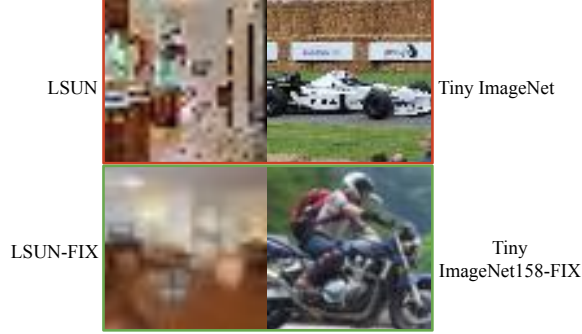 LSUN
Tiny ImageNet
LSUN-FIX
Tiny
ImageNet158-FIX